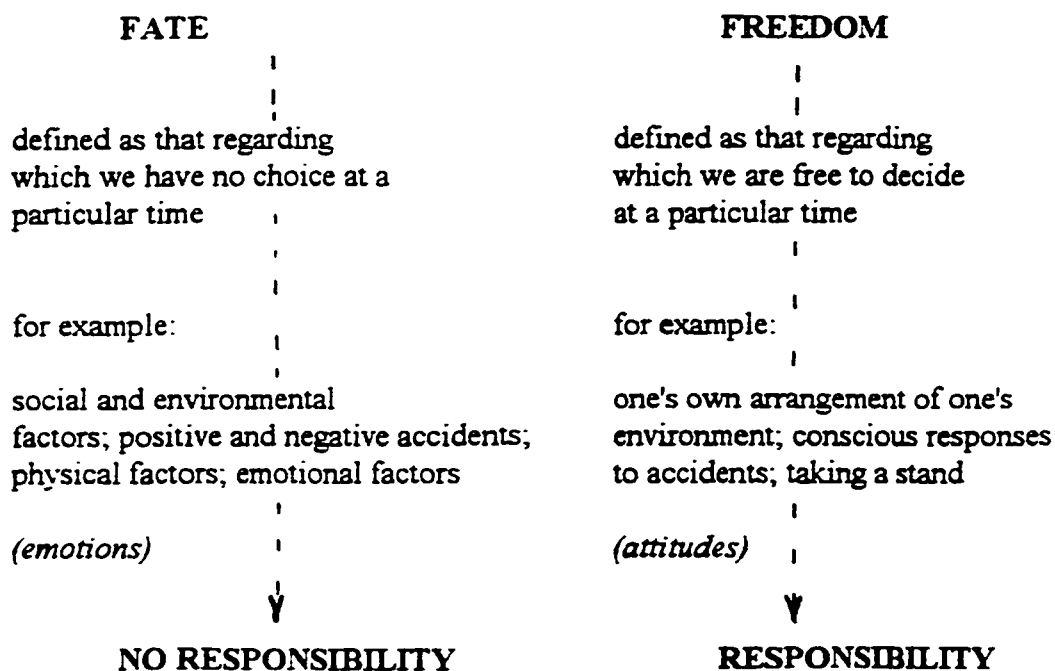 FATE
defined as that regarding
which we have no choice at a
particular time
for example:
social and environmental
factors; positive and negative accidents;
physical factors; emotional factors
(emotions)
NO RESPONSIBILITY
FREEDOM
defined as that regarding
which we are free to decide
at a particular time
for example:
one's own arrangement of one's
environment; conscious responses
to accidents; taking a stand
(attitudes)
RESPONSIBILITY